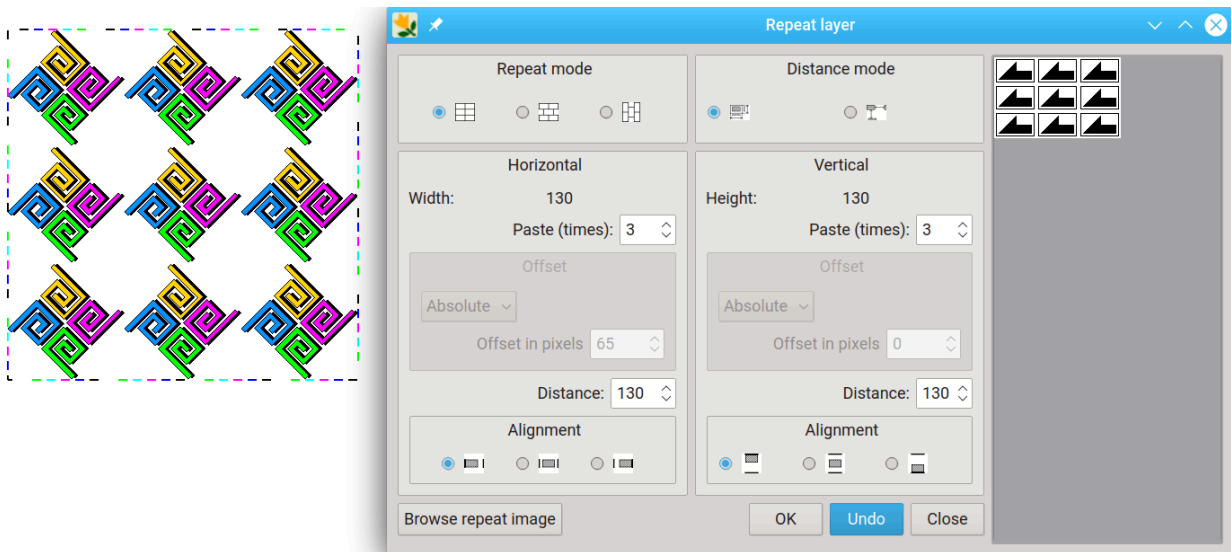 Repeat layer
Repeat mode
Distance mode
Horizontal
Width: 130
Paste (times): 3
Offset
Absolute
Offset in pixels 65
Distance: 130
Alignment
Vertical
Height: 130
Paste (times): 3
Offset
Absolute
Offset in pixels 0
Distance: 130
Alignment
Browse repeat image
OK
Undo
Close